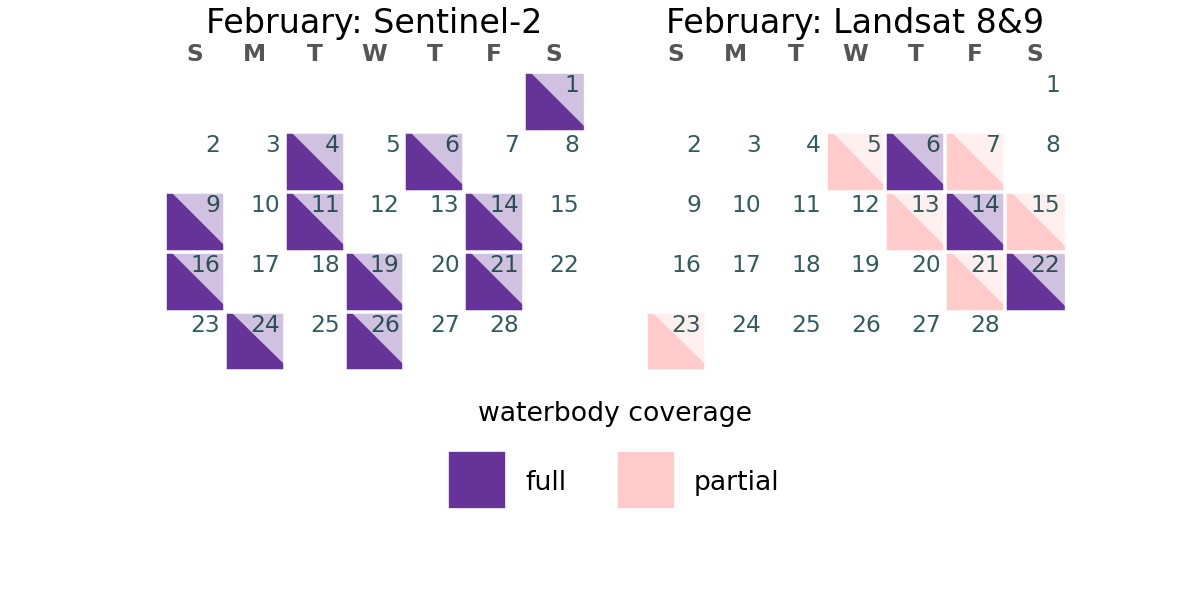 February: Sentinel-2
S M T W T F S
1
2 3 4 5 6 7 8
9 10 11 12 13 14 15
16 17 18 19 20 21 22
23 24 25 26 27 28
February: Landsat 8&9
S M T W T F S
1
2 3 4 5 6 7 8
9 10 11 12 13 14 15
16 17 18 19 20 21 22
23 24 25 26 27 28
waterbody coverage
full partial